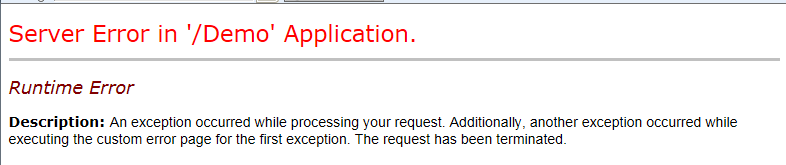 Server Error in '/Demo' Application.
Runtime Error
Description: An exception occurred while processing your request. Additionally, another exception occurred while
executing the custom error page for the first exception. The request has been terminated.